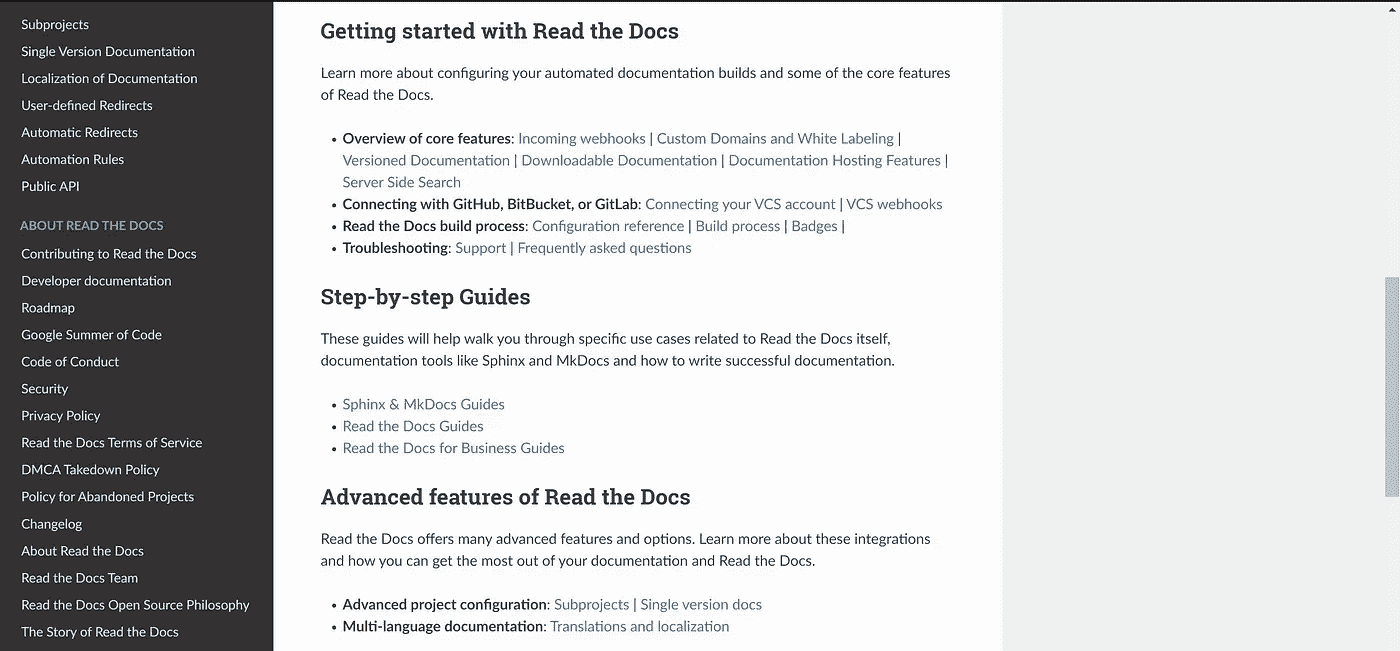 Subprojects
Single Version Documentation
Localization of Documentation
User-defined Redirects
Automatic Redirects
Automation Rules
Public API
ABOUT READ THE DOCS
Contributing to Read the Docs
Developer documentation
Roadmap
Google Summer of Code
Code of Conduct
Security
Privacy Policy
Read the Docs Terms of Service
DMCA Takedown Policy
Policy for Abandoned Projects
Changelog
About Read the Docs
Read the Docs Team
Read the Docs Open Source Philosophy
The Story of Read the Docs
Getting started with Read the Docs
Learn more about configuring your automated documentation builds and some of the core features
of Read the Docs.
• Overview of core features: Incoming webhooks | Custom Domains and White Labeling |
Versioned Documentation | Downloadable Documentation | Documentation Hosting Features |
Server Side Search
• Connecting with GitHub, BitBucket, or GitLab: Connecting your VCS account | VCS webhooks
• Read the Docs build process: Configuration reference | Build process | Badges |
• Troubleshooting: Support | Frequently asked questions
Step-by-step Guides
These guides will help walk you through specific use cases related to Read the Docs itself,
documentation tools like Sphinx and MkDocs and how to write successful documentation.
• Sphinx & MkDocs Guides
• Read the Docs Guides
• Read the Docs for Business Guides
Advanced features of Read the Docs
Read the Docs offers many advanced features and options. Learn more about these integrations
and how you can get the most out of your documentation and Read the Docs.
• Advanced project configuration: Subprojects | Single version docs
• Multi-language documentation: Translations and localization